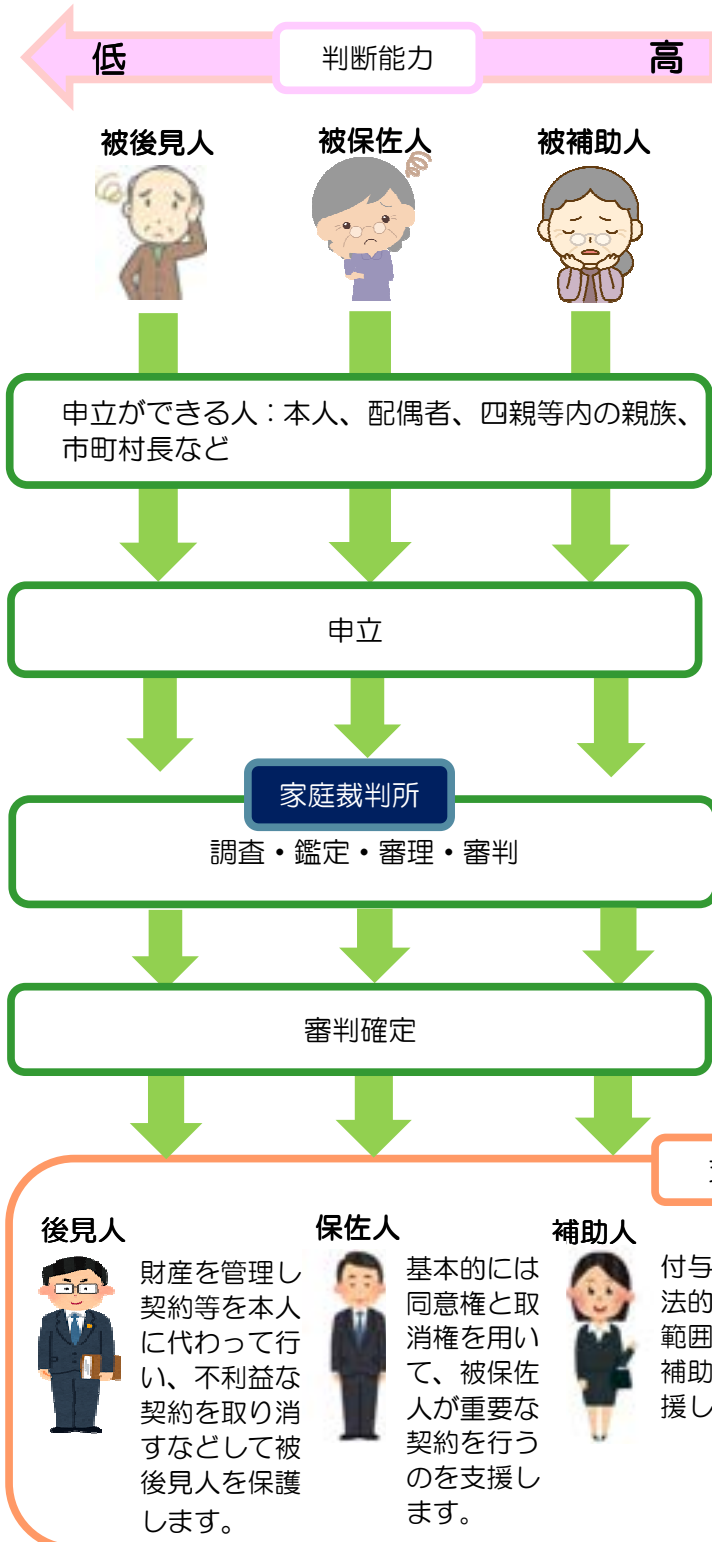 低
判断能力
高
被後見人
被保佐人
被補助人
申立ができる人：本人、配偶者、四親等内の親族、
市町村長など
申立
家庭裁判所
調査・鑑定・審理・審判
審判確定
後見人
財産を管理し
契約等を本人
に代わって行
い、不利益な
契約を取り消
すなどして被
後見人を保護
します。
保佐人
基本的には
同意権と取
消権を用い
て、被保佐
人が重要な
契約を行う
のを支援し
ます。
補助人
付与
法的
範囲
補助
援し